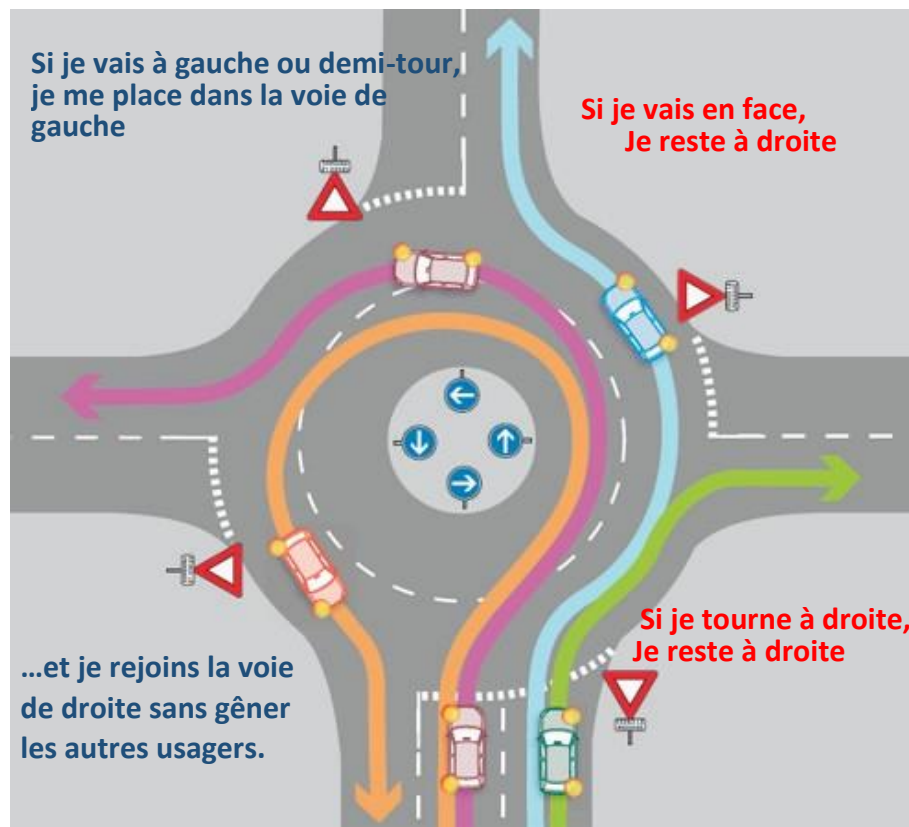 Si je vais à gauche ou demi-tour,
je me place dans la voie de
gauche
Si je vais en face,
Je reste à droite
Si je tourne à droite,
Je reste à droite
...et je rejoins la voie
de droite sans gêner
les autres usagers.